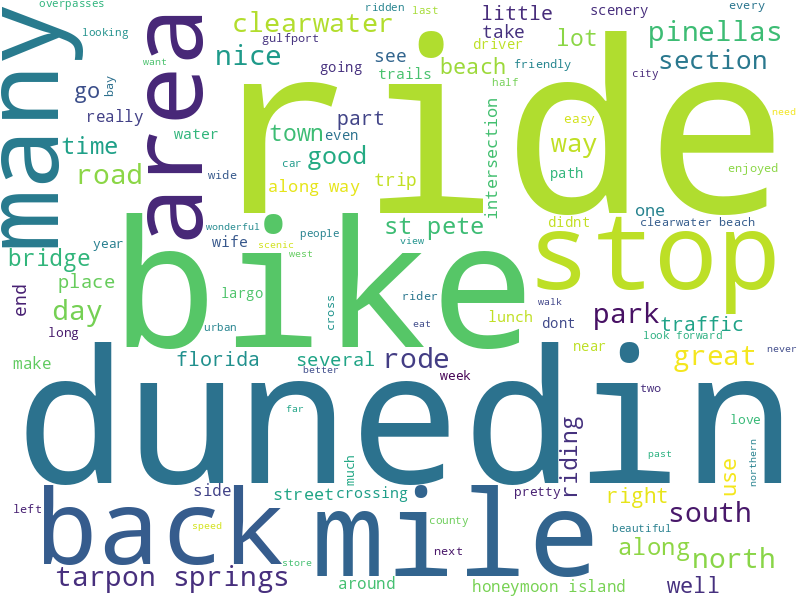 overpasses
ridden
last
every
looking
many
area
clearwater
little
scenery
pinellas
gulfport
take
lot
nice
see
driver
section
going
beach
friendly
ride
bay
go
trails
want
city
half
really
part
intersection
easy
need
water
town
even
way
time
good
car
road
wide
along way
trip
path
enjoyed
st pete
one
didnt
clearwater beach
wonderful
year
wife
people
scenic
view
west
stop
bridge
bike
place
largo
rider
end
day
cross
eat
lunch
walk
dont
park
traffic
long
urban
look forward
make
florida
several
rode
near
great
never
better
week
two
dunedin
far
love
riding
much
past
northern
use
side
street
crossing
pretty
right
left
back
mile
south
speed
county
beautiful
next
along
north
store
tarpon springs
around
honeymoon island
well